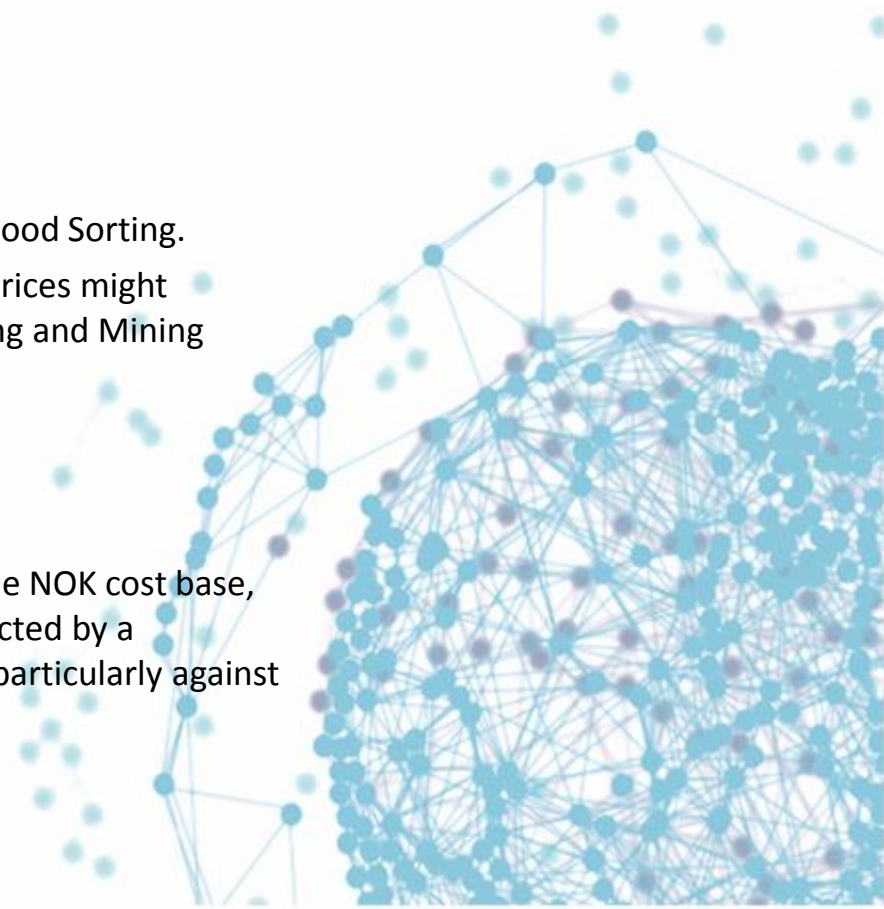 ood Sorting.
rices might
ng and Mining
e NOK cost base,
cted by a
particularly against